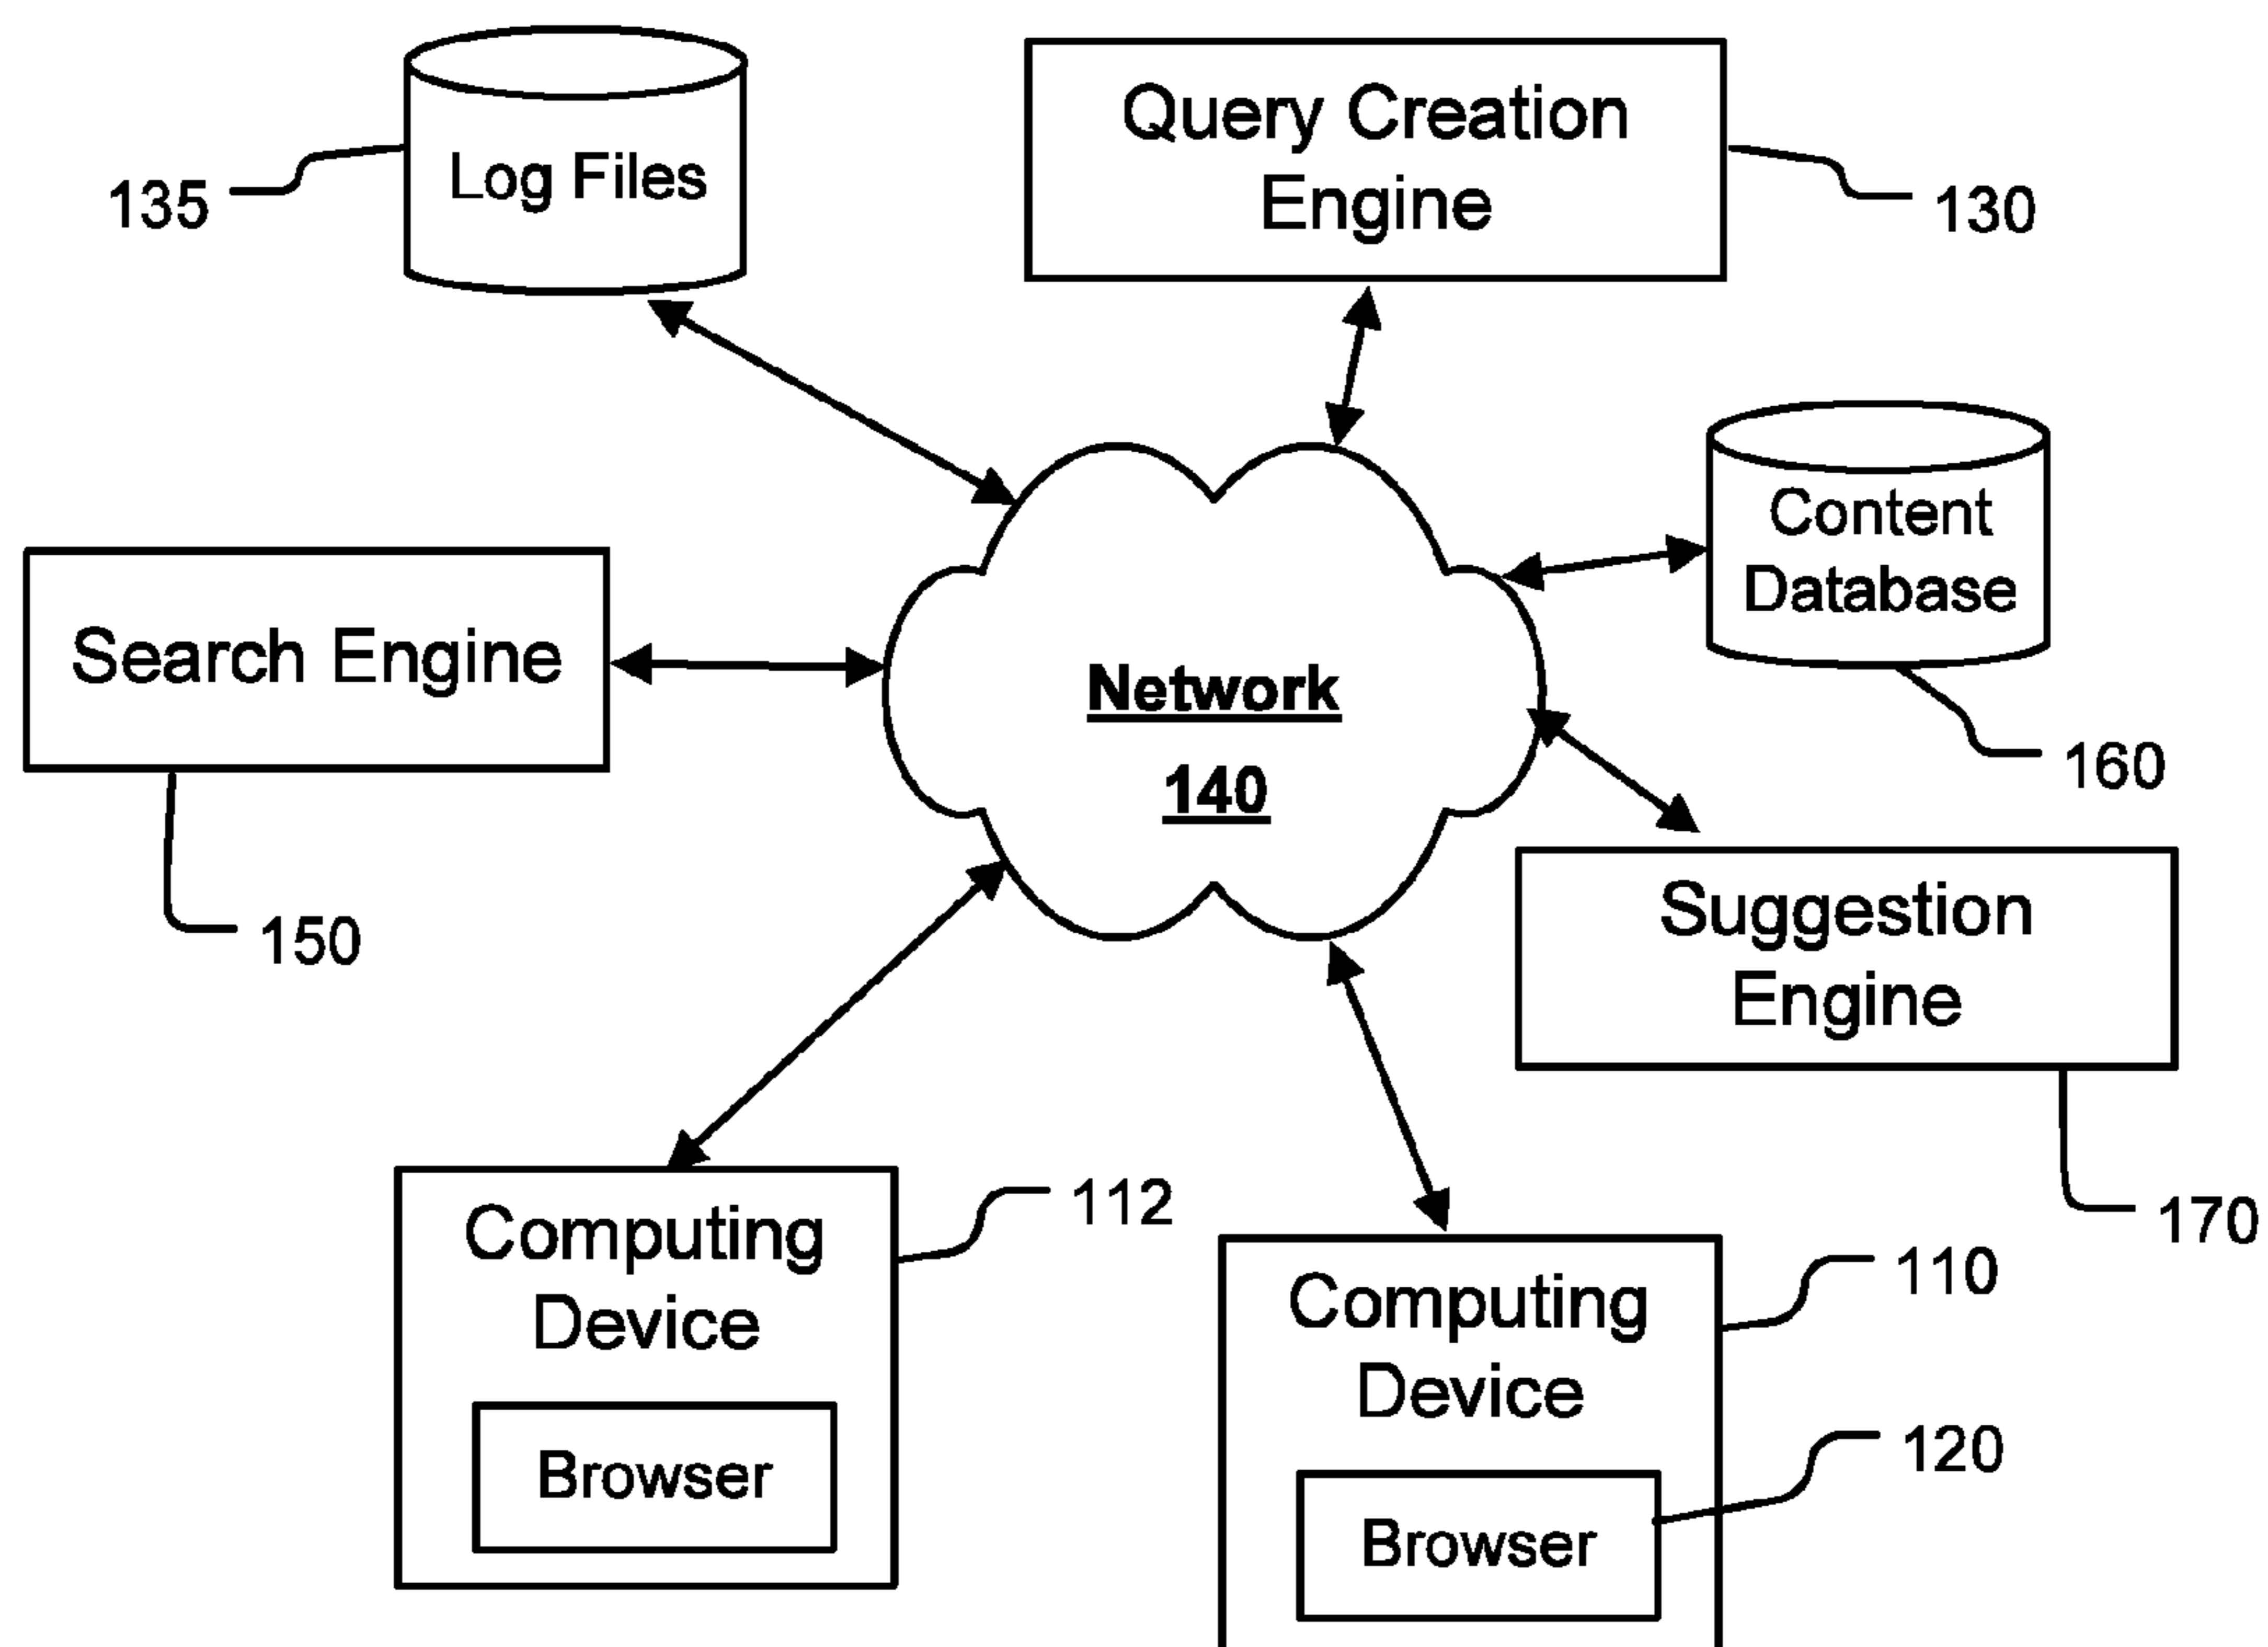 Log Files
135
Query Creation
Engine
130
Content
Database
160
Search Engine
150
Network
140
Suggestion
Engine
170
Computing
Device
112
Browser
Computing
Device
110
Browser
120